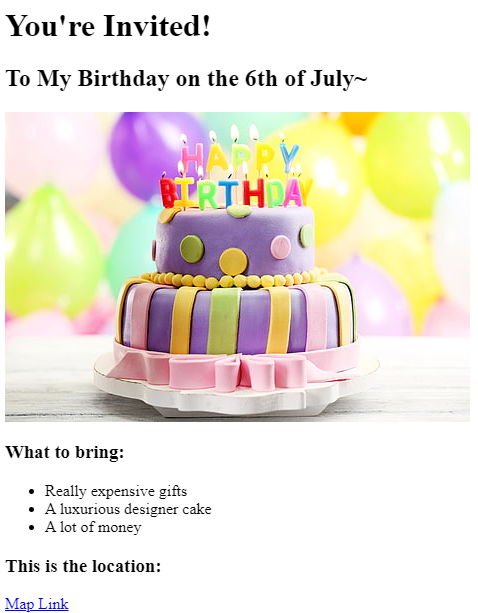 You're Invited!
To My Birthday on the 6th of July~
HAPPY
BIRTHDAY
What to bring:
Really expensive gifts
A luxurious designer cake
A lot of money
This is the location:
Map Link